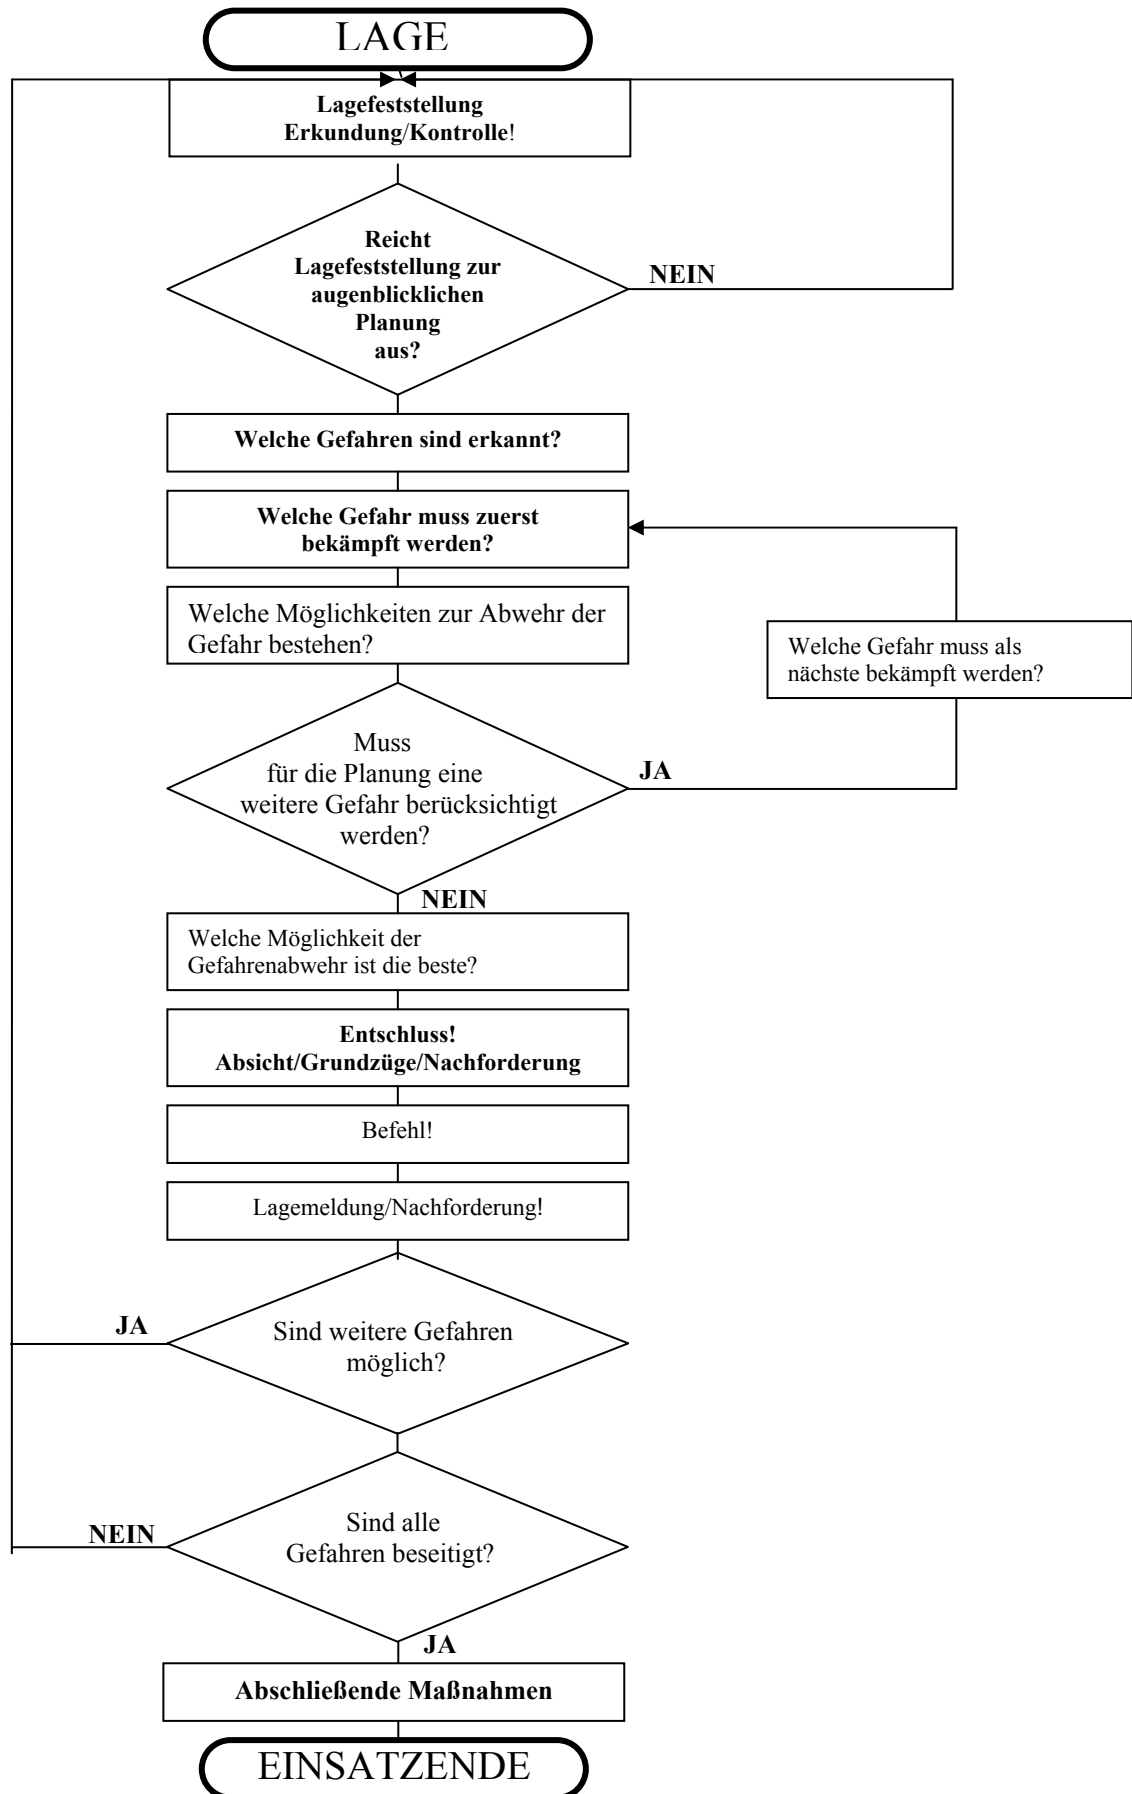 LAGE
Lagefeststellung
Erkundung/Kontrolle!
Reicht
Lagefeststellung zur
augenblicklichen
Planung
aus?
NEIN
Welche Gefahren sind erkannt?
Welche Gefahr muss zuerst
bekämpft werden?
Welche Möglichkeiten zur Abwehr der
Gefahr bestehen?
Welche Gefahr muss als
nächste bekämpft werden?
Muss
für die Planung eine
weitere Gefahr berücksichtigt
werden?
JA
NEIN
Welche Möglichkeit der
Gefahrenabwehr ist die beste?
Entschluss!
Absicht/Grundzüge/Nachforderung
Befehl!
Lagemeldung/Nachforderung!
JA
Sind weitere Gefahren
möglich?
NEIN
Sind alle
Gefahren beseitigt?
JA
Abschließende Maßnahmen
EINSATZENDE